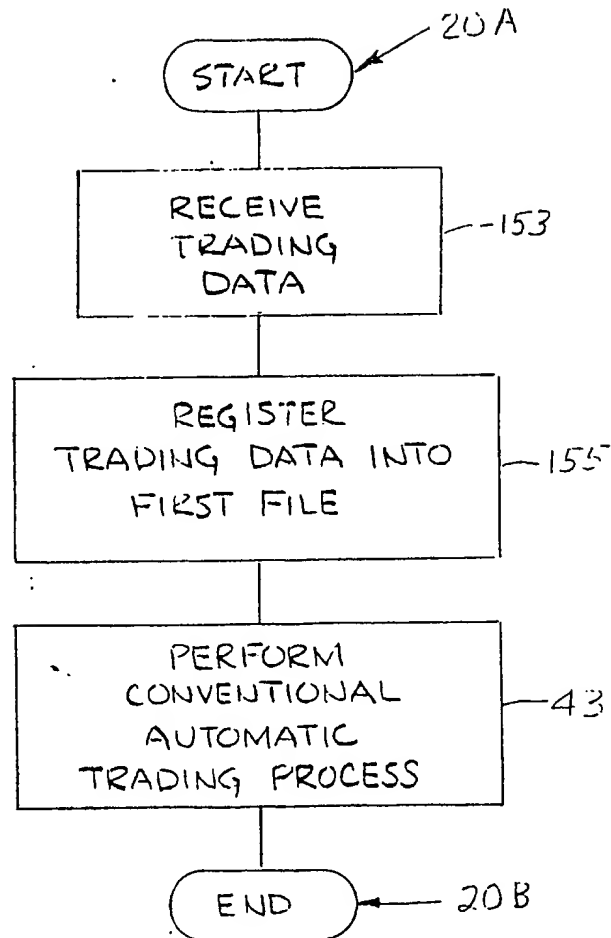 20A
START
RECEIVE
TRADING
DATA
153
REGISTER
TRADING DATA INTO
FIRST FILE
155
PERFORM
CONVENTIONAL
AUTOMATIC
TRADING PROCESS
43
END
20B